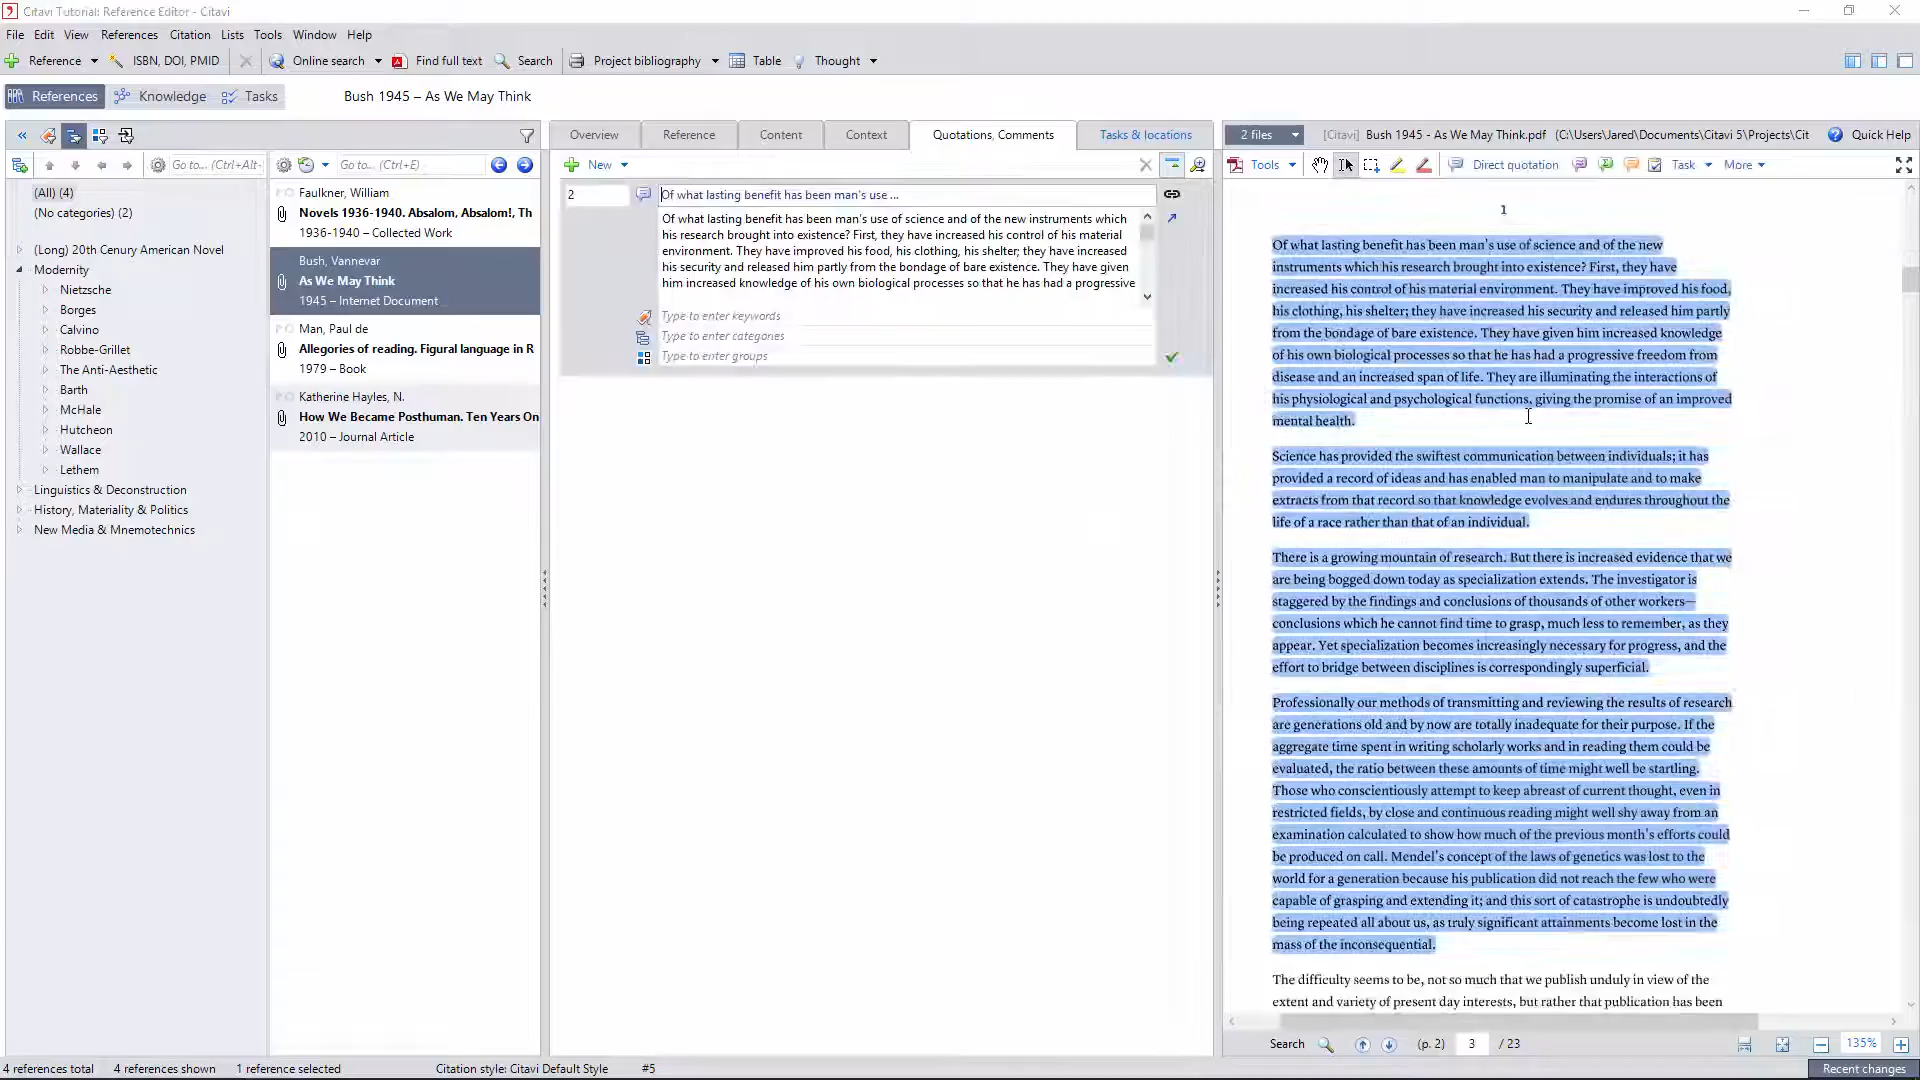 Citavi Tutorial: Reference Editor - Citavi
File Edit View References Citation Lists Tools Window Help
Reference ISBN, DOI, PMID Online search Find full text Search Project bibliography Table Thought
References Knowledge Tasks Bush 1945 – As We May Think
Go to... (Ctrl+Alt-
(All) (4)
(No categories) (2)
(Long) 20th Cenury American Novel
Modernity
Nietzsche
Borges
Calvino
Robbe-Grillet
The Anti-Aesthetic
Barth
McHale
Hutcheon
Wallace
Lethem
Linguistics & Deconstruction
History, Materiality & Politics
New Media & Mnemotechnics
Go to... (Ctrl+E)
Faulkner, William
Novels 1936-1940. Absalom, Absalom!, Th
1936-1940 – Collected Work
Bush, Vannevar
As We May Think
1945 – Internet Document
Man, Paul de
Allegories of reading. Figural language in R
1979 – Book
Katherine Hayles, N.
How We Became Posthuman. Ten Years On
2010 – Journal Article
Overview Reference Content Context Quotations, Comments Tasks & locations
New
2 Of what lasting benefit has been man's use ...
Of what lasting benefit has been man's use of science and of the new instruments which
his research brought into existence? First, they have increased his control of his material
environment. They have improved his food, his clothing, his shelter; they have increased
his security and released him partly from the bondage of bare existence. They have given
him increased knowledge of his own biological processes so that he has had a progressive
Type to enter keywords
Type to enter categories
Type to enter groups
2 files [Citavi] Bush 1945 - As We May Think.pdf (C:\Users\Jared\Documents\Citavi 5\Projects\Cit Quick Help
Tools Direct quotation Task More
1
Of what lasting benefit has been man's use of science and of the new
instruments which his research brought into existence? First, they have
increased his control of his material environment. They have improved his food,
his clothing, his shelter; they have increased his security and released him partly
from the bondage of bare existence. They have given him increased knowledge
of his own biological processes so that he has had a progressive freedom from
disease and an increased span of life. They are illuminating the interactions of
his physiological and psychological functions, giving the promise of an improved
mental health.
Science has provided the swiftest communication between individuals; it has
provided a record of ideas and has enabled man to manipulate and to make
extracts from that record so that knowledge evolves and endures throughout the
life of a race rather than that of an individual.
There is a growing mountain of research. But there is increased evidence that we
are being bogged down today as specialization extends. The investigator is
staggered by the findings and conclusions of thousands of other workers—
conclusions which he cannot find time to grasp, much less to remember, as they
appear. Yet specialization becomes increasingly necessary for progress, and the
effort to bridge between disciplines is correspondingly superficial.
Professionally our methods of transmitting and reviewing the results of research
are generations old and by now are totally inadequate for their purpose. If the
aggregate time spent in writing scholarly works and in reading them could be
evaluated, the ratio between these amounts of time might well be startling.
Those who conscientiously attempt to keep abreast of current thought, even in
restricted fields, by close and continuous reading might well shy away from an
examination calculated to show how much of the previous month's efforts could
be produced on call. Mendel's concept of the laws of genetics was lost to the
world for a generation because his publication did not reach the few who were
capable of grasping and extending it; and this sort of catastrophe is undoubtedly
being repeated all about us, as truly significant attainments become lost in the
mass of the inconsequential.
The difficulty seems to be, not so much that we publish unduly in view of the
extent and variety of present day interests, but rather that publication has been
Search (p. 2) 3 / 23 135%
4 references total 4 references shown 1 reference selected Citation style: Citavi Default Style #5 Recent changes